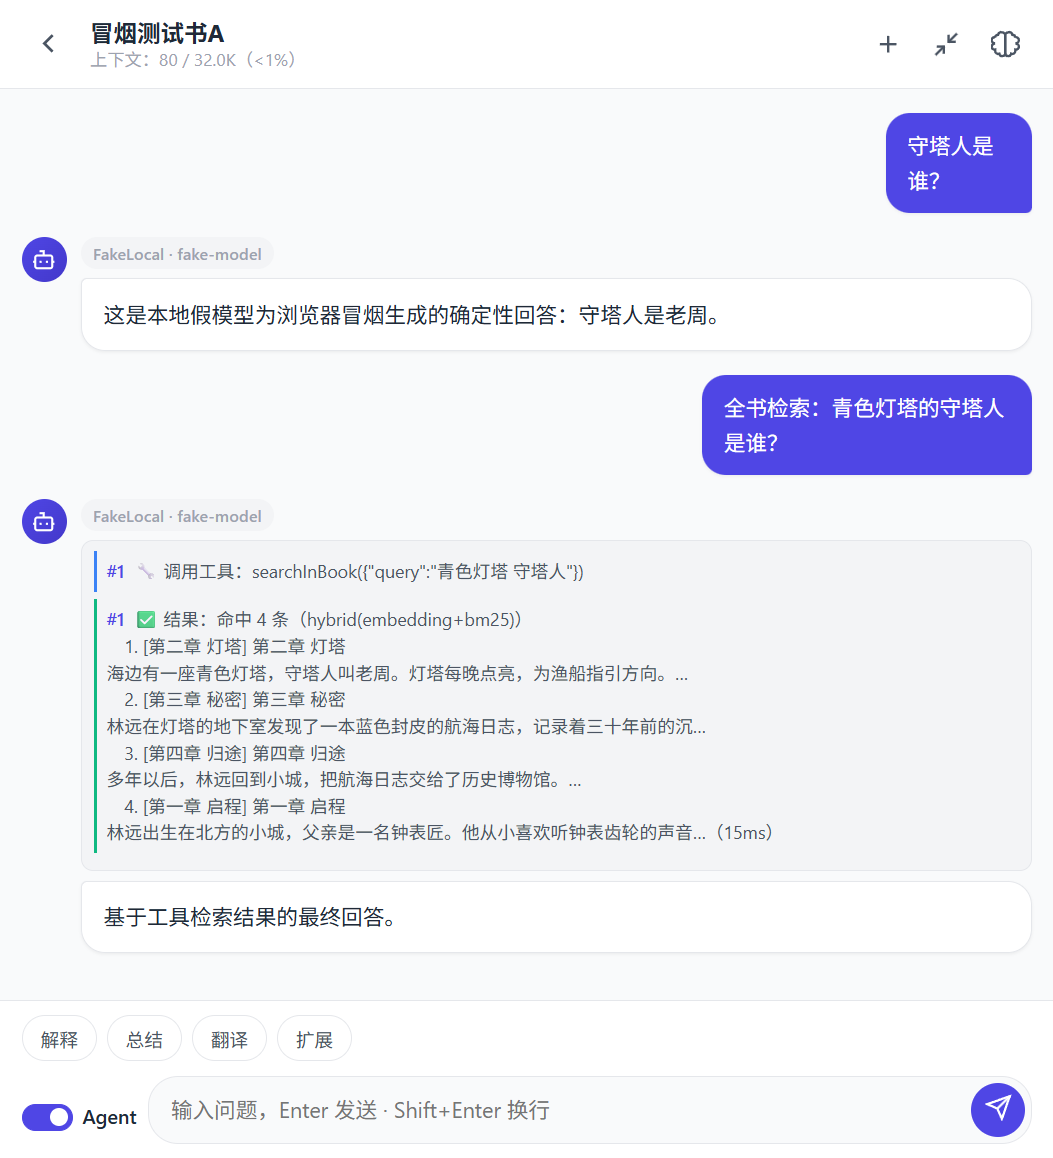 冒烟测试书A
上下文：80 / 32.0K（<1%）
守塔人是
谁？
FakeLocal · fake-model
这是本地假模型为浏览器冒烟生成的确定性回答：守塔人是老周。
全书检索：青色灯塔的守塔人
是谁？
FakeLocal · fake-model
#1 🔧 调用工具：searchInBook({"query":"青色灯塔 守塔人"})
#1 ✅ 结果：命中 4 条（hybrid(embedding+bm25)）
1. [第二章 灯塔] 第二章 灯塔
海边有一座青色灯塔，守塔人叫老周。灯塔每晚点亮，为渔船指引方向。...
2. [第三章 秘密] 第三章 秘密
林远在灯塔的地下室发现了一本蓝色封皮的航海日志，记录着三十年前的沉...
3. [第四章 归途] 第四章 归途
多年以后，林远回到小城，把航海日志交给了历史博物馆。...
4. [第一章 启程] 第一章 启程
林远出生在北方的小城，父亲是一名钟表匠。他从小喜欢听钟表齿轮的声音...（15ms）
基于工具检索结果的最终回答。
解释 总结 翻译 扩展
Agent 输入问题，Enter 发送 · Shift+Enter 换行